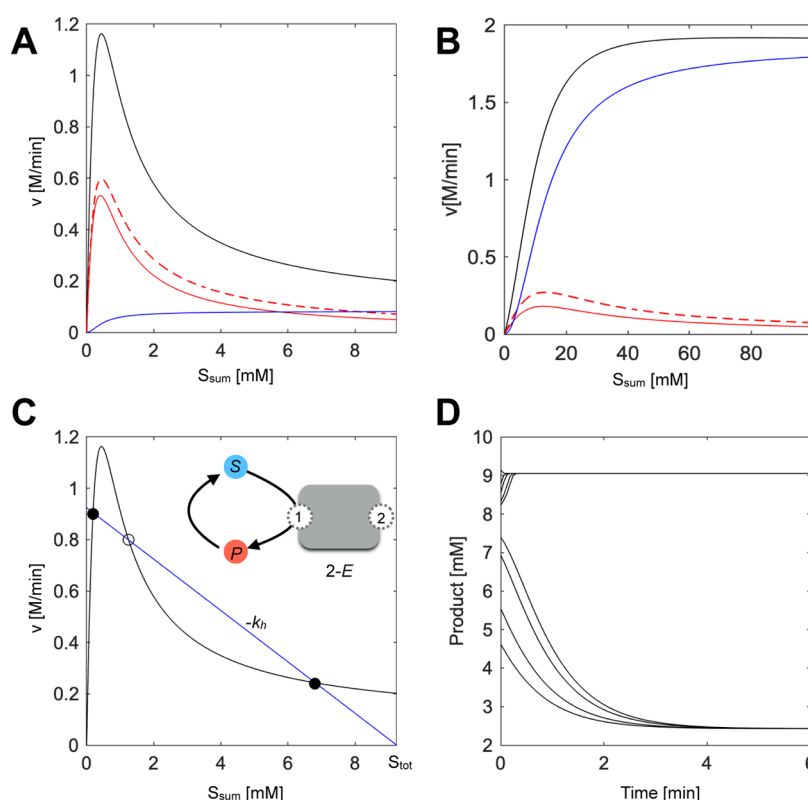 A
v [M/min]
1.2
1
0.8
0.6
0.4
0.2
0
0
2
4
6
8
Ssum [mM]
B
v[M/min]
2
1.5
1
0.5
0
0
20
40
60
80
Ssum [mM]
C
v [M/min]
1.2
1
0.8
0.6
0.4
0.2
0
S
P
1
2
2-E
-kh
0
2
4
6
8
Stot
Ssum [mM]
D
Product [mM]
10
9
8
7
6
5
4
3
2
0
2
4
6
Time [min]